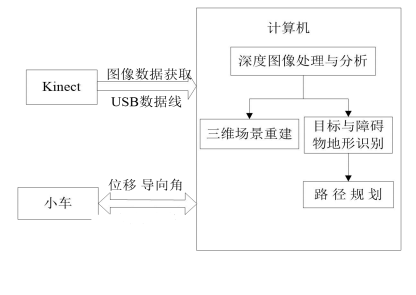 计算机
深度图像处理与分析
图像数据获取
Kinect
USB数据线
三维场景重建
目标与障碍
物地形识别
位移 导向角
路 径 规 划
小车